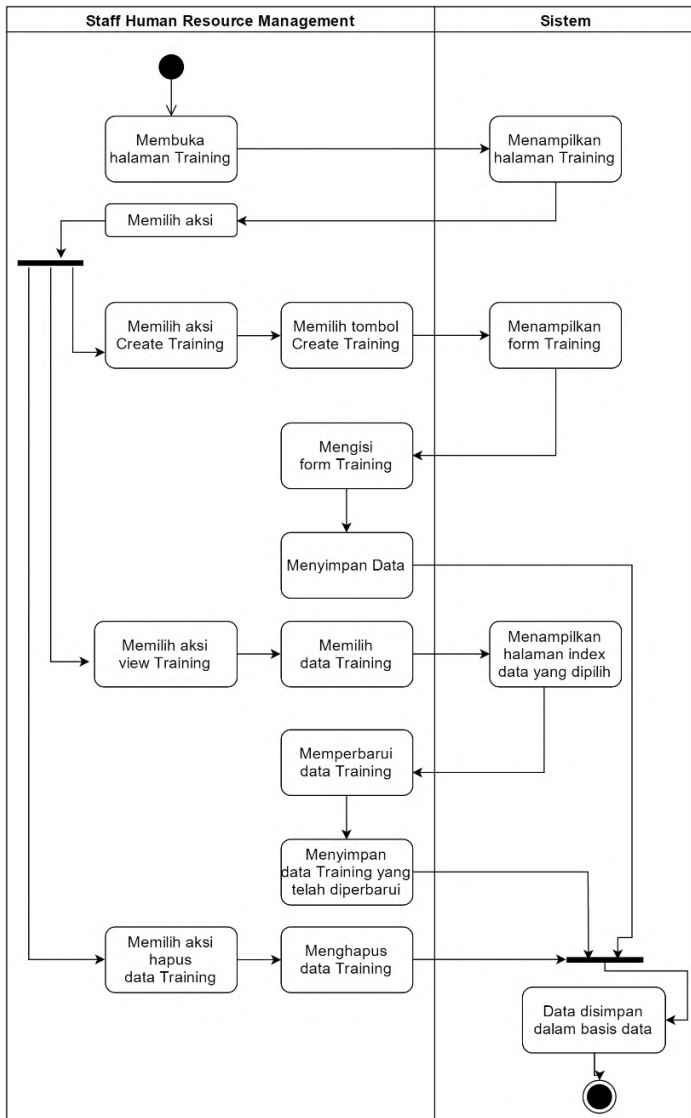 Staff Human Resource Management
Sistem
Membuka
halaman Training
Menampilkan
halaman Training
Memilih aksi
Memilih aksi
Create Training
Memilih tombol
Create Training
Menampilkan
form Training
Mengisi
form Training
Menyimpan Data
Memilih aksi
view Training
Memilih
data Training
Menampilkan
halaman index
data yang dipilih
Memperbarui
data Training
Menyimpan
data Training yang
telah diperbarui
Memilih aksi
hapus
data Training
Menghapus
data Training
Data disimpan
dalam basis data